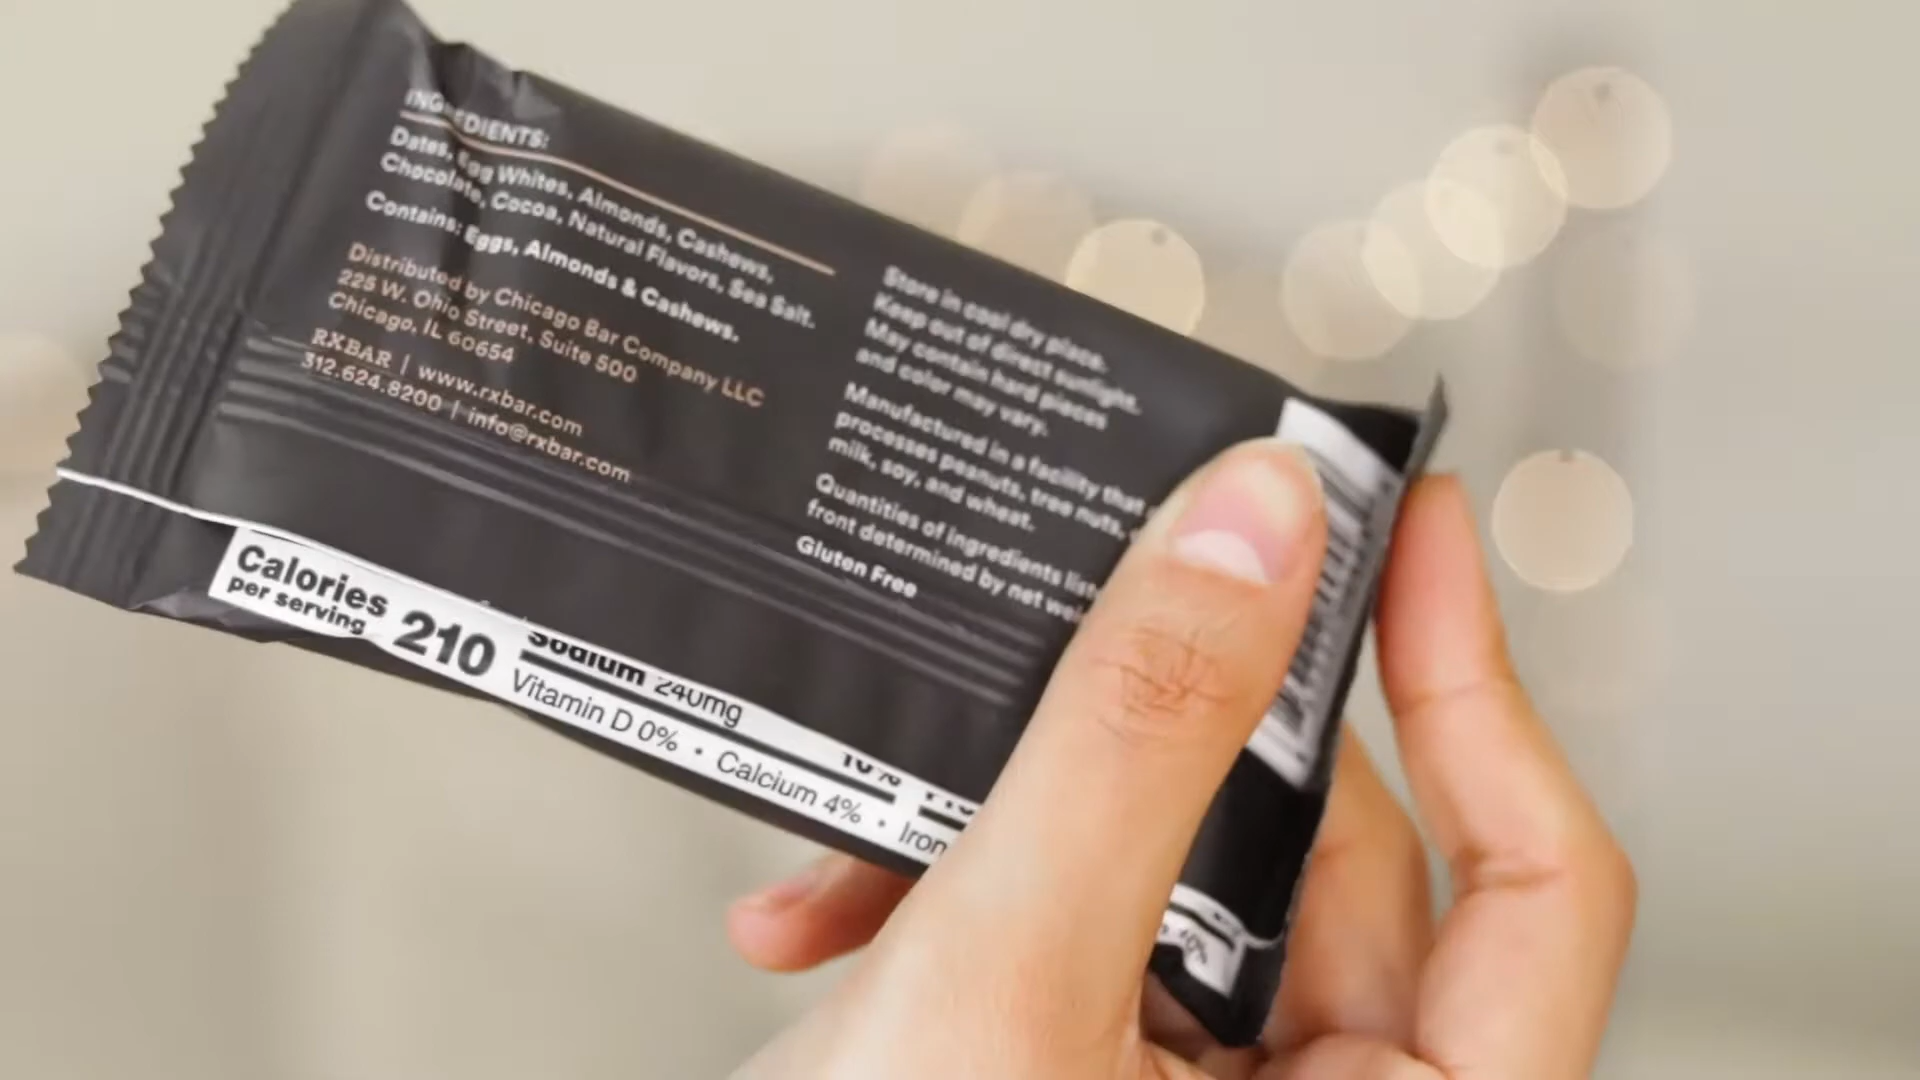 INGREDIENTS:
Dates, Egg Whites, Almonds, Cashews,
Chocolate, Cocoa, Natural Flavors, Sea Salt.
Contains: Eggs, Almonds & Cashews.
Distributed by Chicago Bar Company LLC
225 W. Ohio Street, Suite 500
Chicago, IL 60654
RXBAR | www.rxbar.com
312.624.8200 | info@rxbar.com
Store in cool dry place.
Keep out of direct sunlight.
May contain hard pieces
and color may vary.
Manufactured in a facility that
processes peanuts, tree nuts,
milk, soy, and wheat.
Quantities of ingredients
front determined by net
Gluten Free
Calories
per serving
210
Sodium 240mg
10%
Vitamin D 0% • Calcium 4% • Iron